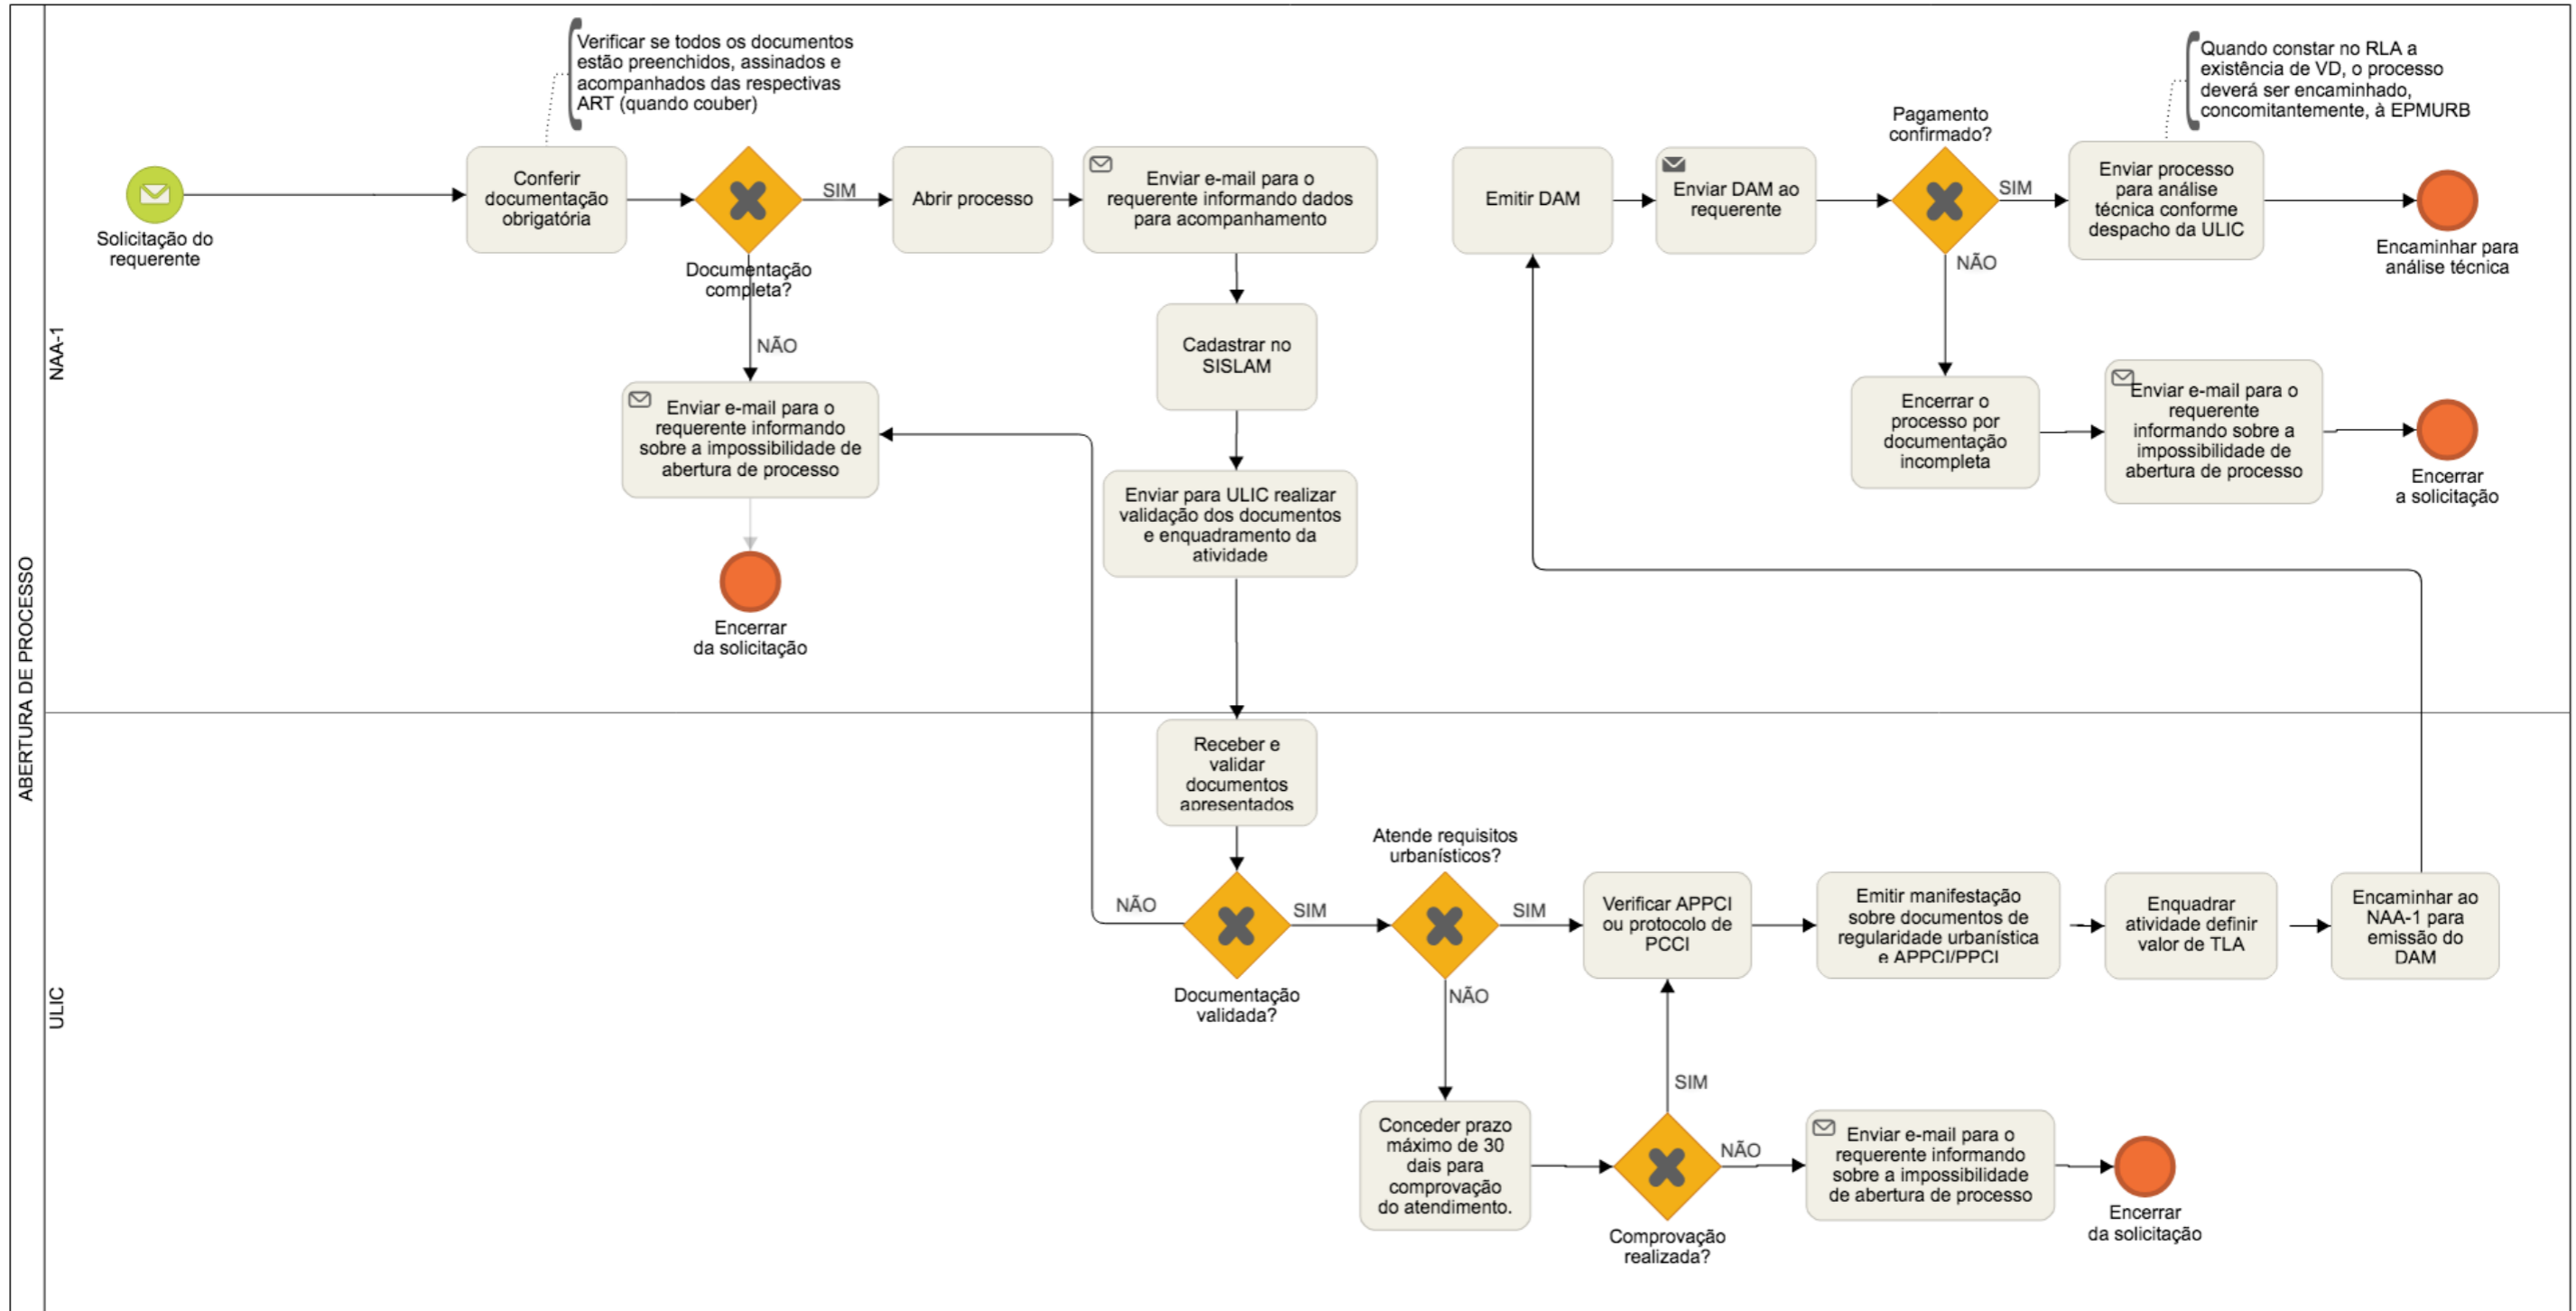 ABERTURA DE PROCESSO
NAA-1
Verificar se todos os documentos
estão preenchidos, assinados e
acompanhados das respectivas
ART (quando couber)
Solicitação do
requerente
Conferir
documentação
obrigatória
Documentação
completa?
SIM
NÃO
Abrir processo
Enviar e-mail para o
requerente informando dados
para acompanhamento
Enviar e-mail para o
requerente informando
sobre a impossibilidade de
abertura de processo
Encerrar
da solicitação
Cadastrar no
SISLAM
Enviar para ULIC realizar
validação dos documentos
e enquadramento da
atividade
Emitir DAM
Enviar DAM ao
requerente
Pagamento
confirmado?
SIM
NÃO
Quando constar no RLA a
existência de VD, o processo
deverá ser encaminhado,
concomitantemente, à EPMURB
Enviar processo
para análise
técnica conforme
despacho da ULIC
Encaminhar para
análise técnica
Encerrar o
processo por
documentação
incompleta
Enviar e-mail para o
requerente
informando sobre a
impossibilidade de
abertura de processo
Encerrar
a solicitação
ULIC
Receber e
validar
documentos
apresentados
Documentação
validada?
NÃO
SIM
Atende requisitos
urbanísticos?
SIM
NÃO
Verificar APPCI
ou protocolo de
PCCI
Emitir manifestação
sobre documentos de
regularidade urbanística
e APPCI/PPCI
Enquadrar
atividade definir
valor de TLA
Encaminhar ao
NAA-1 para
emissão do
DAM
Conceder prazo
máximo de 30
dais para
comprovação
do atendimento.
Comprovação
realizada?
SIM
NÃO
Enviar e-mail para o
requerente informando
sobre a impossibilidade
de abertura de processo
Encerrar
da solicitação